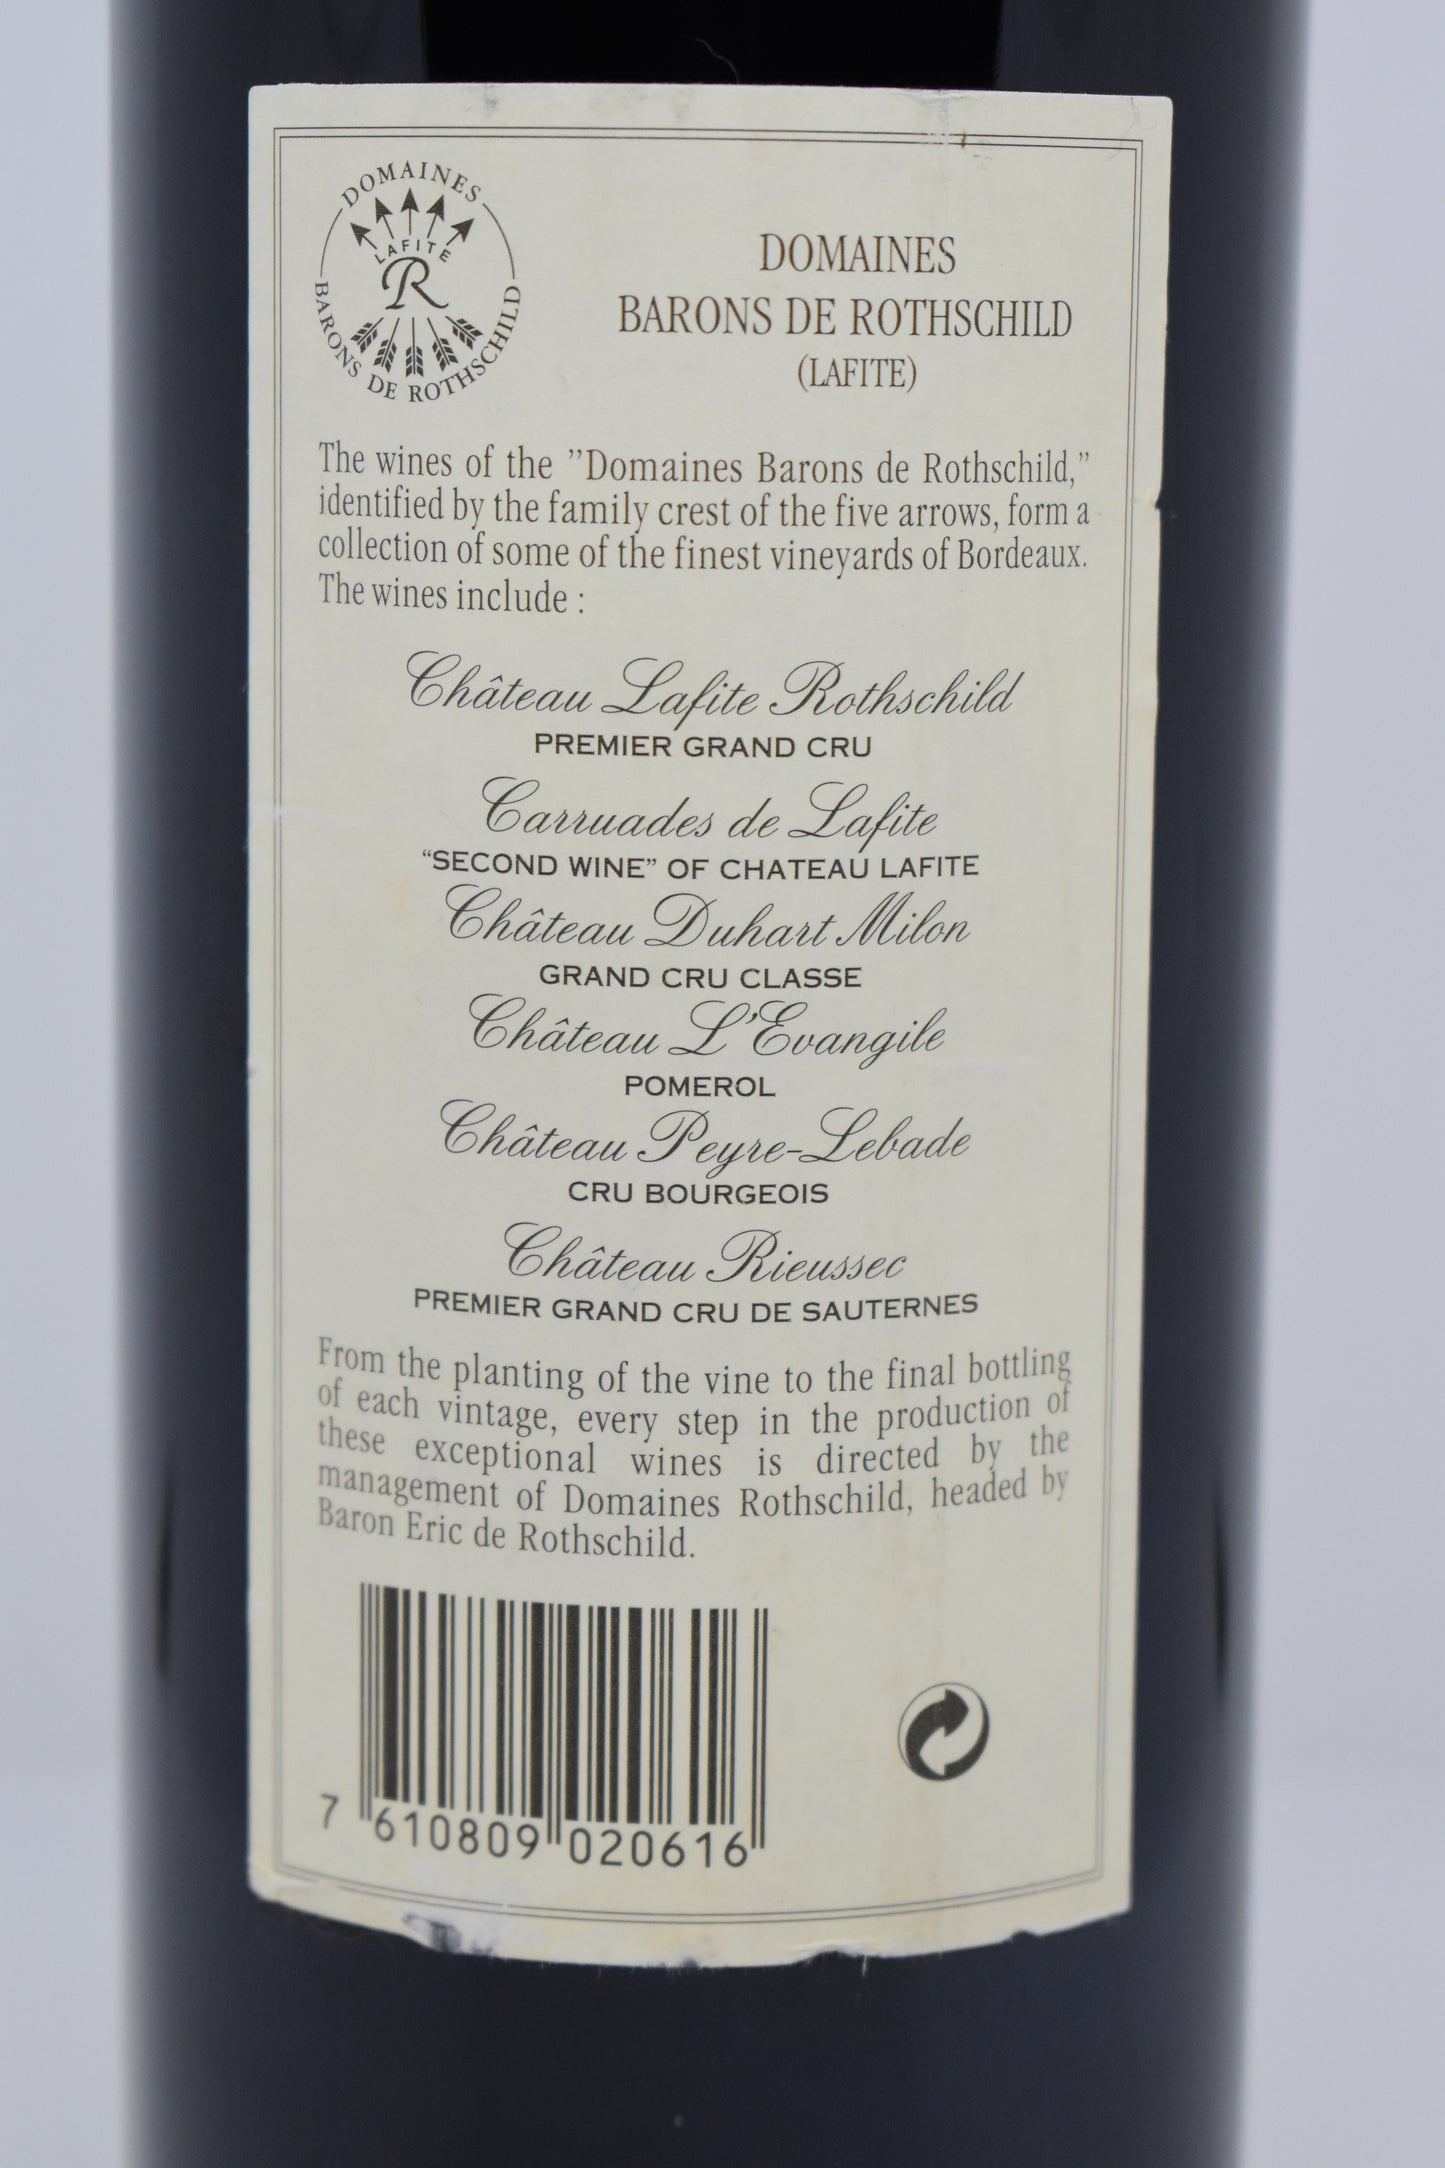 DOMAINES
LAFITE
R
BARONS DE ROTHSCHILD
DOMAINES
BARONS DE ROTHSCHILD
(LAFITE)
The wines of the ”Domaines Barons de Rothschild,”
identified by the family crest of the five arrows, form a
collection of some of the finest vineyards of Bordeaux.
The wines include :
Château Lafite Rothschild
PREMIER GRAND CRU
Carruades de Lafite
“SECOND WINE” OF CHATEAU LAFITE
Château Duhart Milon
GRAND CRU CLASSE
Château L'Evangile
POMEROL
Château Peyre-Lebade
CRU BOURGEOIS
Château Rieussec
PREMIER GRAND CRU DE SAUTERNES
From the planting of the vine to the final bottling
of each vintage, every step in the production of
these exceptional wines is directed by the
management of Domaines Rothschild, headed by
Baron Eric de Rothschild.
7 610809 020616